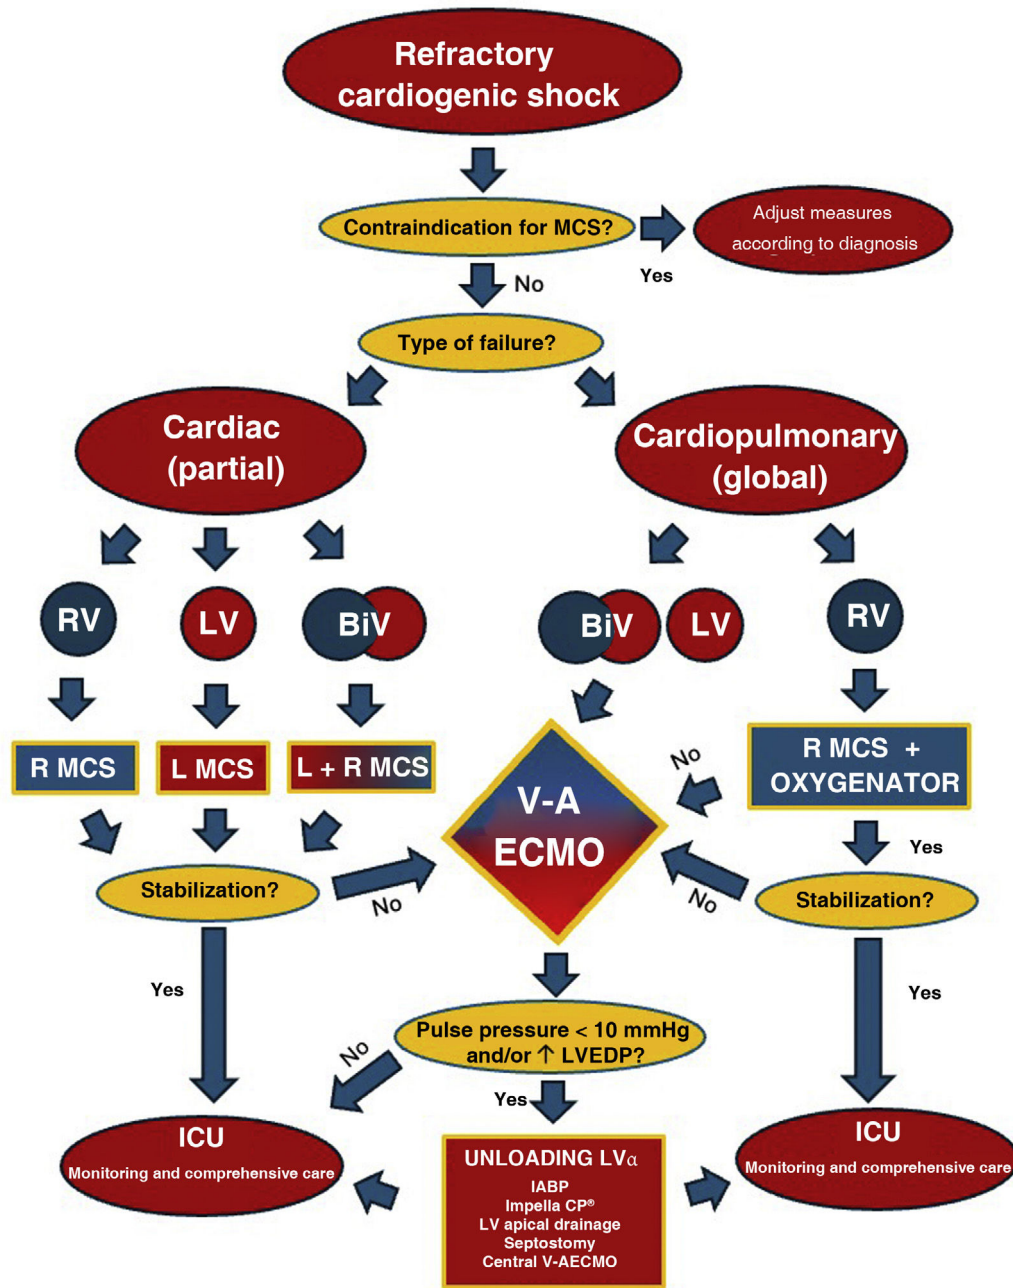 Refractory
cardiogenic shock
Contraindication for MCS?
Adjust measures
according to diagnosis
Yes
No
Type of failure?
Cardiac
(partial)
Cardiopulmonary
(global)
RV
LV
BiV
BiV
LV
RV
R MCS
L MCS
L + R MCS
V-A
ECMO
No
R MCS +
OXYGENATOR
Yes
Stabilization?
No
No
Stabilization?
Yes
Yes
Pulse pressure < 10 mmHg
and/or ↑ LVEDP?
No
Yes
ICU
Monitoring and comprehensive care
UNLOADING LVα
IABP
Impella CP®
LV apical drainage
Septostomy
Central V-AECMO
ICU
Monitoring and comprehensive care